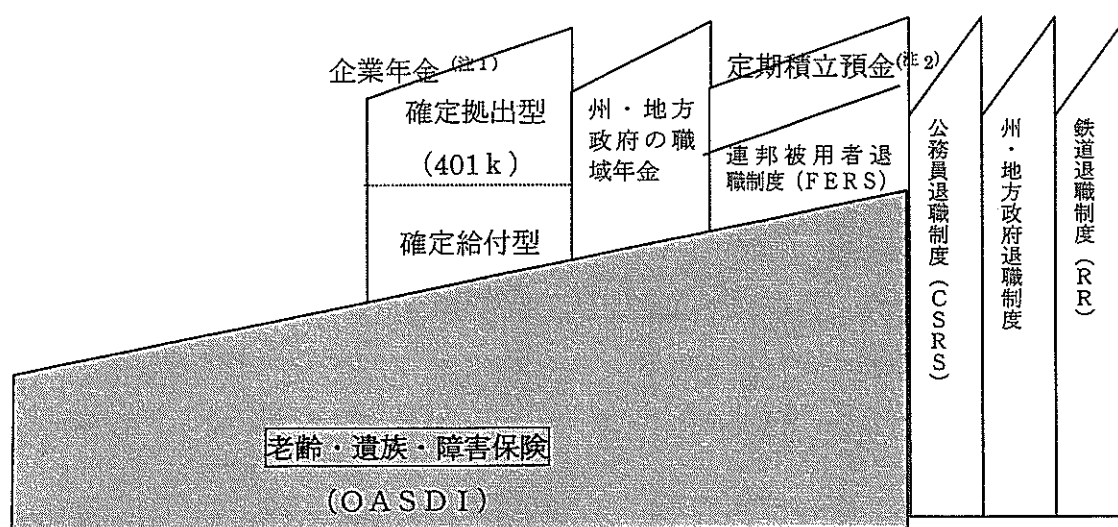 企業年金(注1)
確定拠出型
(401k)
確定給付型
州・地方
政府の職
域年金
定期積立預金(注2)
連邦被用者退
職制度(FERS)
公務員退職制度(CSRS)
州・地方政府退職制度
鉄道退職制度(RR)
老齢・遺族・障害保険
(OASDI)